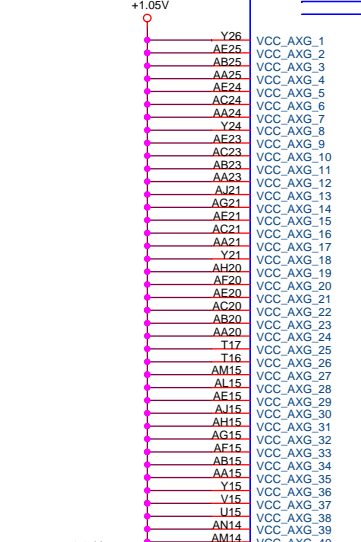 +1.05V
Y26 VCC_AXG_1
AE25 VCC_AXG_2
AB25 VCC_AXG_3
AA25 VCC_AXG_4
AE24 VCC_AXG_5
AC24 VCC_AXG_6
AA24 VCC_AXG_7
Y24 VCC_AXG_8
AE23 VCC_AXG_9
AC23 VCC_AXG_10
AB23 VCC_AXG_11
AA23 VCC_AXG_12
AJ21 VCC_AXG_13
AG21 VCC_AXG_14
AE21 VCC_AXG_15
AC21 VCC_AXG_16
AA21 VCC_AXG_17
Y21 VCC_AXG_18
AH20 VCC_AXG_19
AF20 VCC_AXG_20
AE20 VCC_AXG_21
AC20 VCC_AXG_22
AB20 VCC_AXG_23
AA20 VCC_AXG_24
T17 VCC_AXG_25
T16 VCC_AXG_26
AM15 VCC_AXG_27
AL15 VCC_AXG_28
AE15 VCC_AXG_29
AJ15 VCC_AXG_30
AH15 VCC_AXG_31
AG15 VCC_AXG_32
AF15 VCC_AXG_33
AB15 VCC_AXG_34
AA15 VCC_AXG_35
Y15 VCC_AXG_36
V15 VCC_AXG_37
U15 VCC_AXG_38
AN14 VCC_AXG_39
AM14